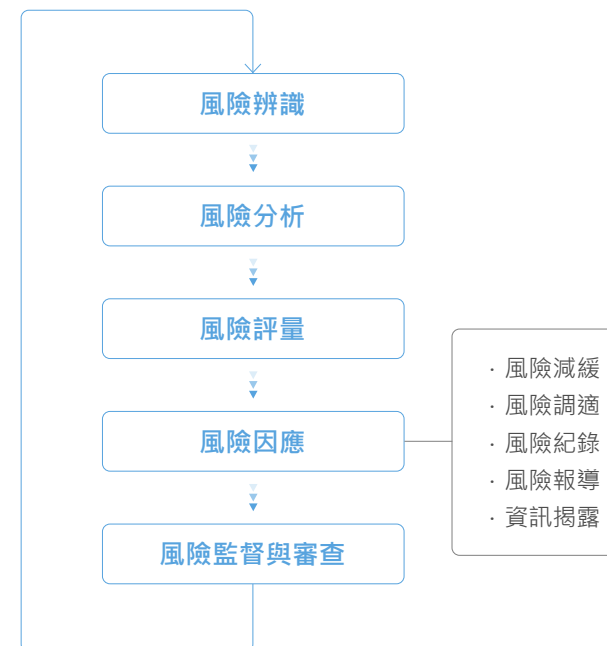 風險辨識
風險分析
風險評量
風險因應
· 風險減緩
· 風險調適
· 風險紀錄
· 風險報導
· 資訊揭露
風險監督與審查